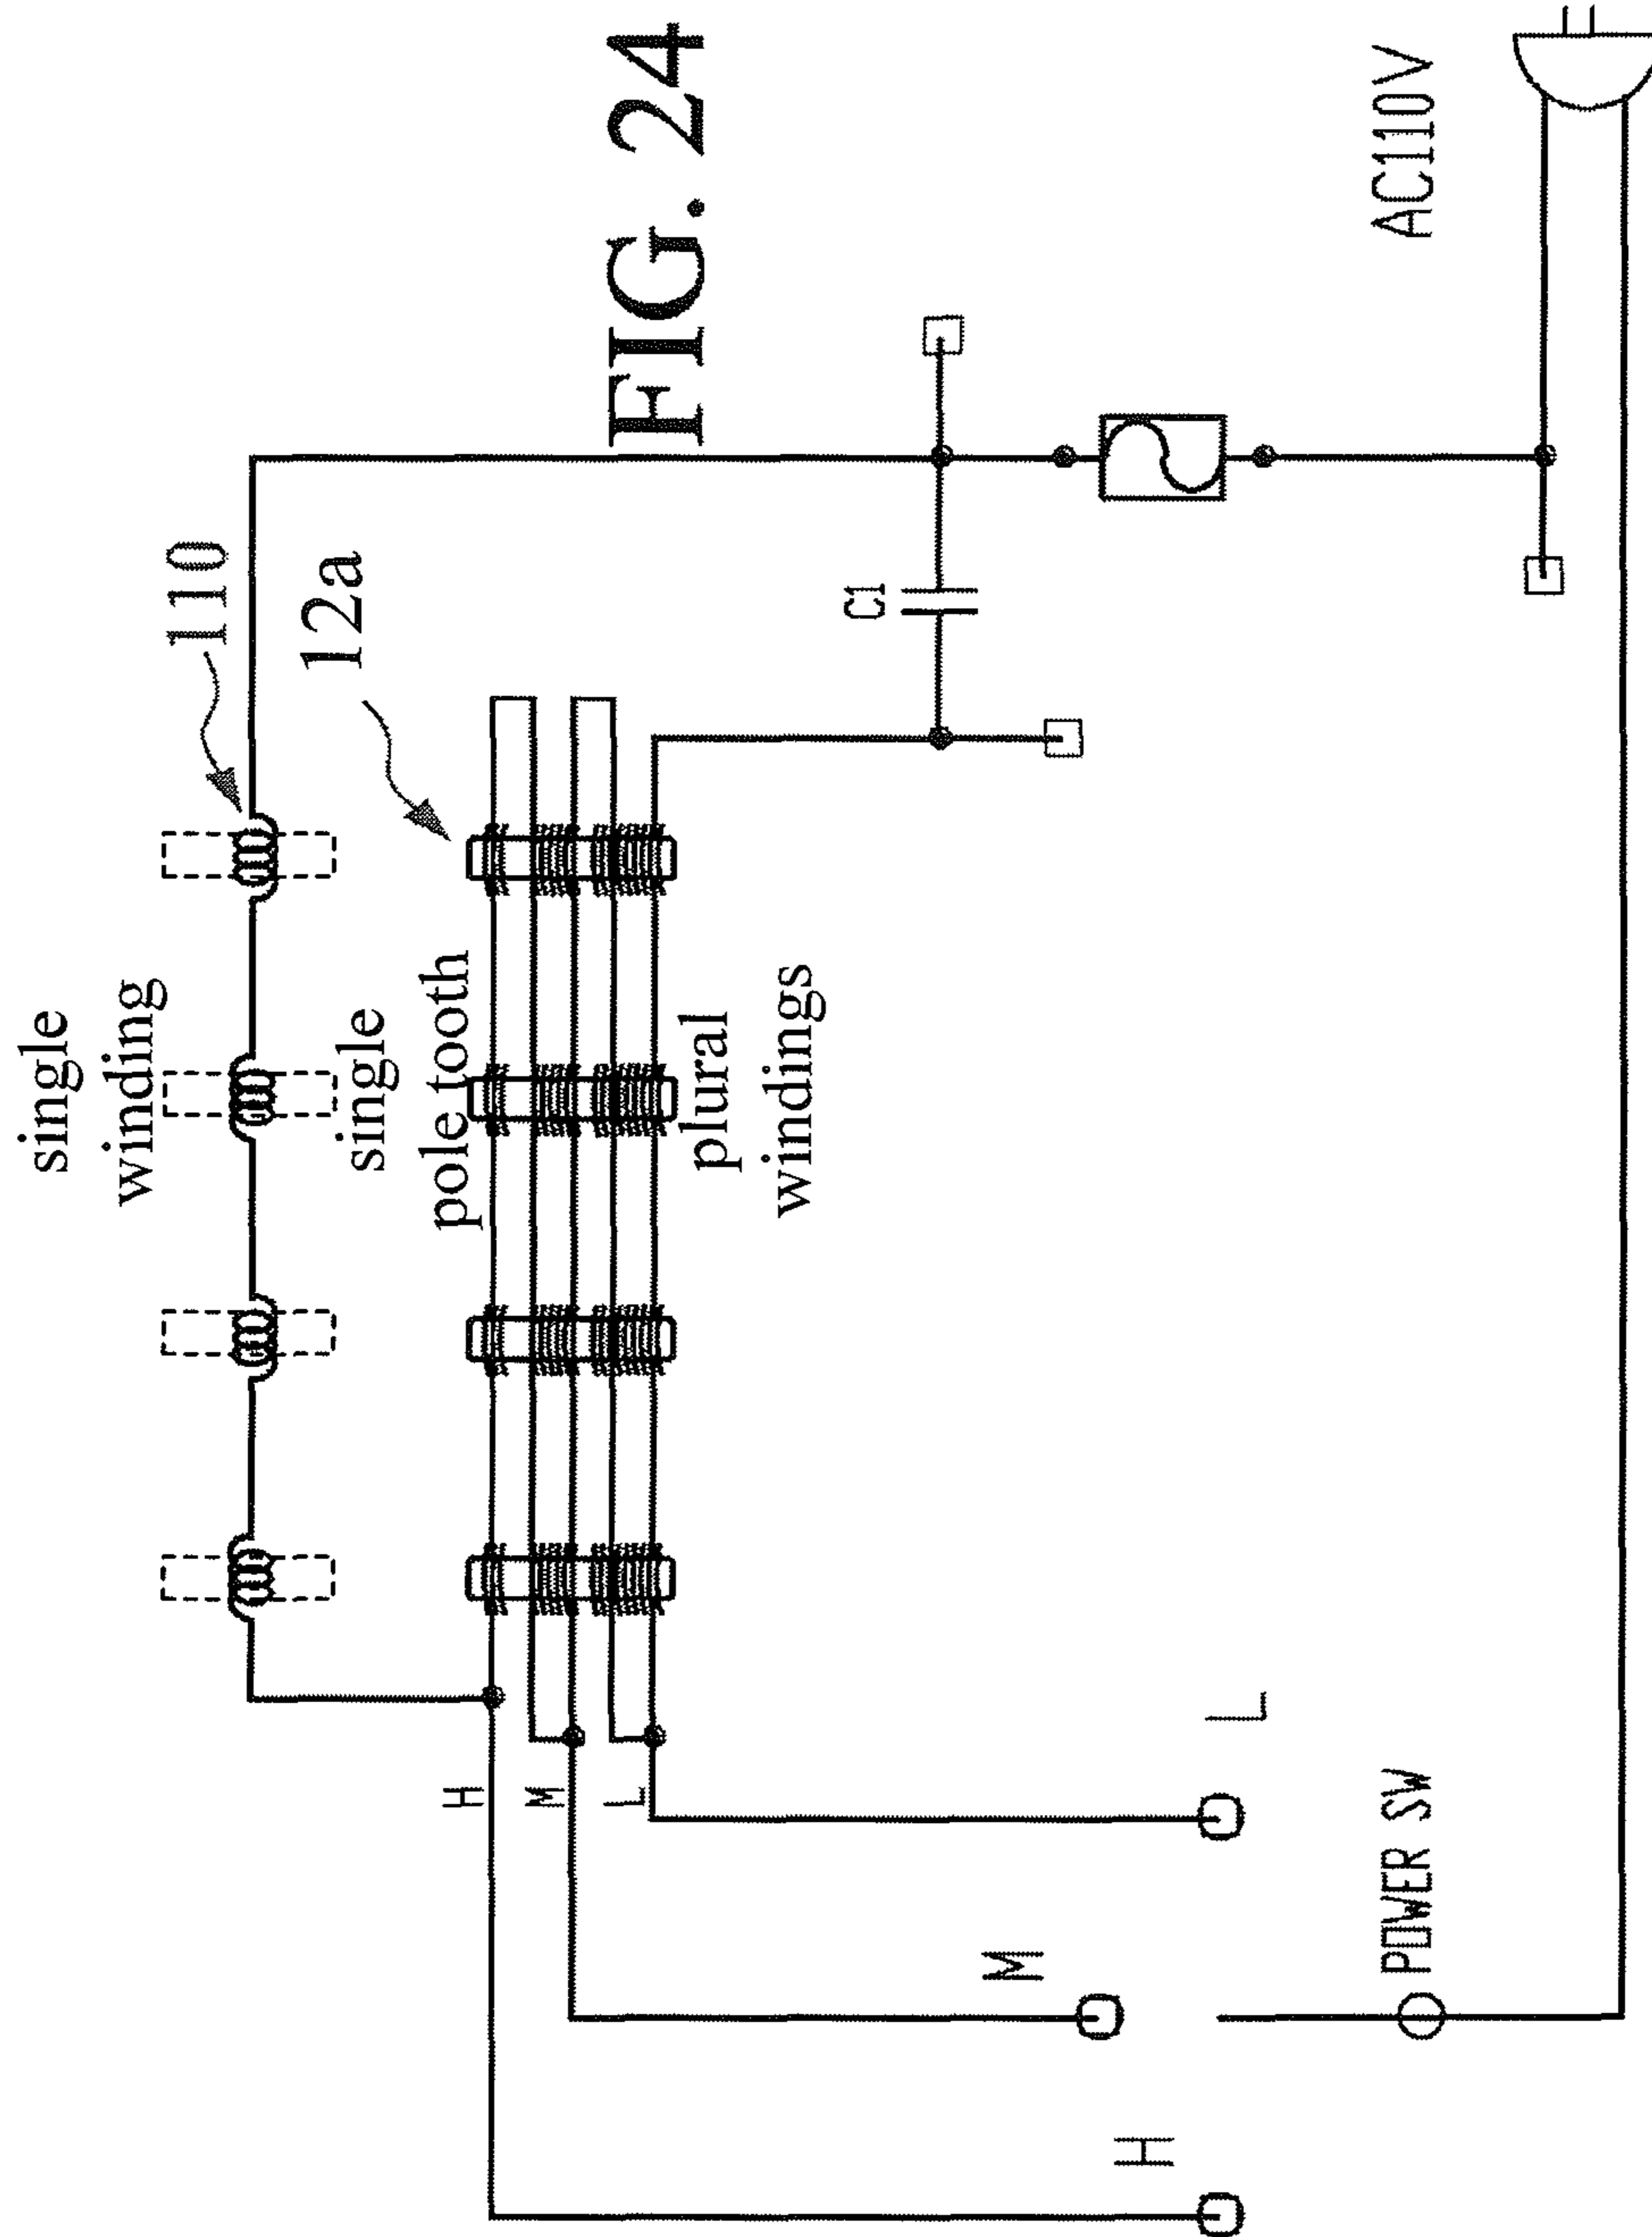 single
winding
110
12a
single
pole tooth
plural
windings
H
M
L
C1
FIG. 24
H
M
L
POWER SW
AC110V